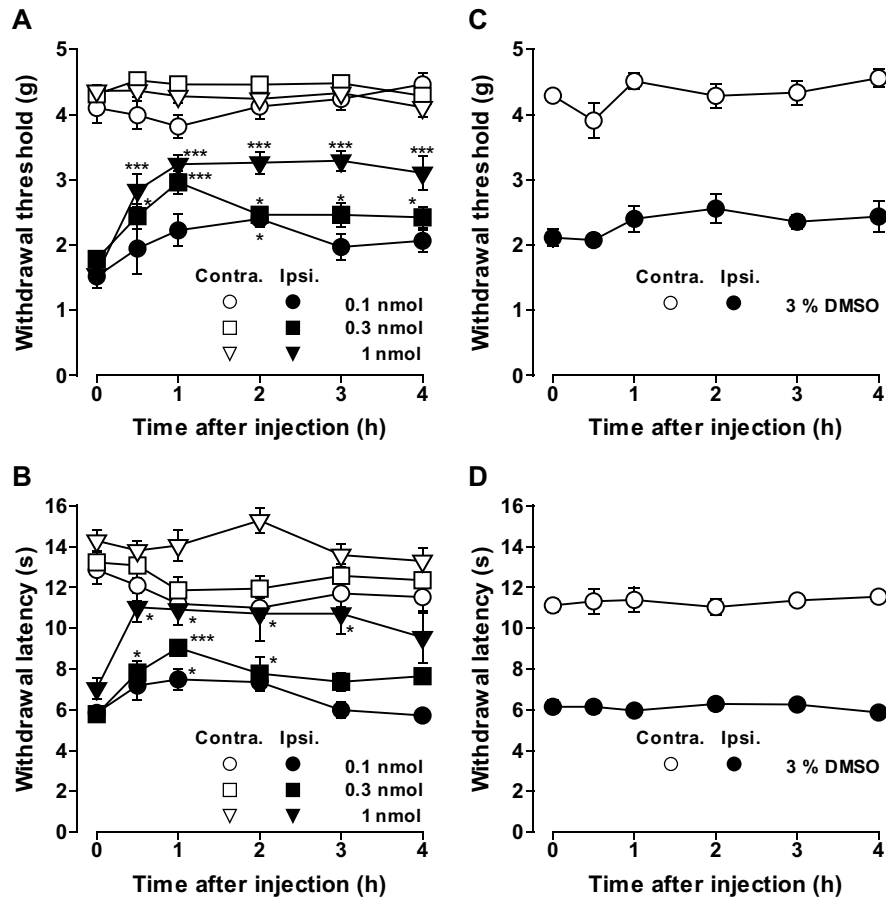 A
Withdrawal threshold (g)
5
4
3
2
1
0
***
***
***
***
***
***
*
*
*
*
*
Contra. Ipsi.
0.1 nmol
0.3 nmol
1 nmol
0 1 2 3 4
Time after injection (h)
C
Withdrawal threshold (g)
5
4
3
2
1
0
Contra. Ipsi.
3 % DMSO
0 1 2 3 4
Time after injection (h)
B
Withdrawal latency (s)
16
14
12
10
8
6
4
2
0
*
*
*
*
*
***
*
*
Contra. Ipsi.
0.1 nmol
0.3 nmol
1 nmol
0 1 2 3 4
Time after injection (h)
D
Withdrawal latency (s)
16
14
12
10
8
6
4
2
0
Contra. Ipsi.
3 % DMSO
0 1 2 3 4
Time after injection (h)